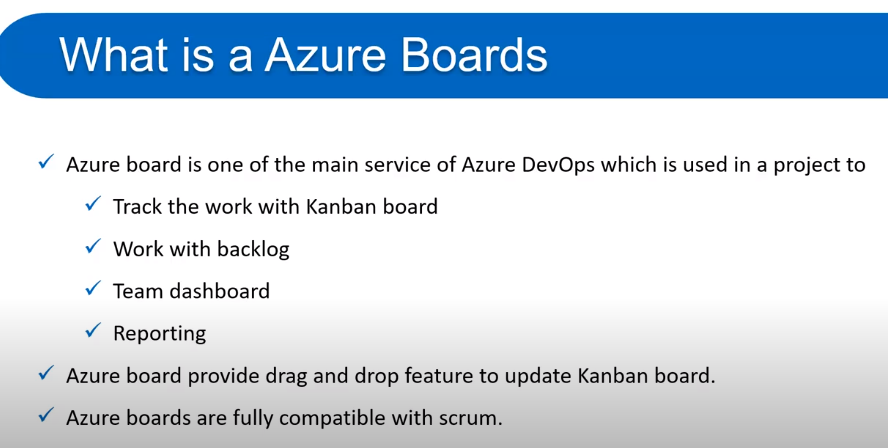 What is a Azure Boards
Azure board is one of the main service of Azure DevOps which is used in a project to
Track the work with Kanban board
Work with backlog
Team dashboard
Reporting
Azure board provide drag and drop feature to update Kanban board.
Azure boards are fully compatible with scrum.